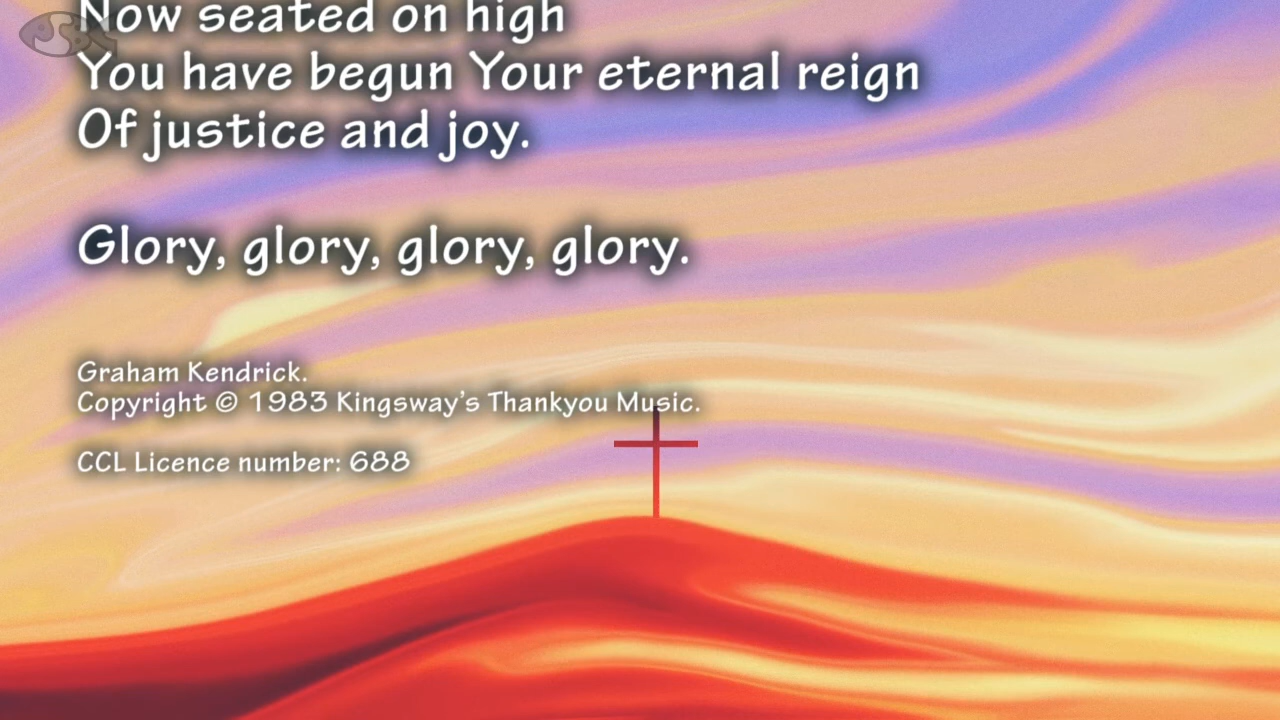 Now seated on high
You have begun Your eternal reign
Of justice and joy.
Glory, glory, glory, glory.
Graham Kendrick.
Copyright © 1983 Kingsway's Thankyou Music.
CCL Licence number: 688